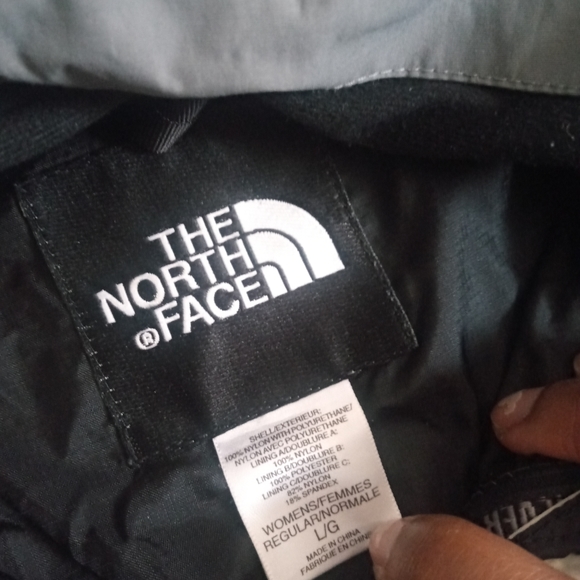 THE
NORTH
FACE
®
SHELL/EXTERIEUR:
100% NYLON WITH POLYURETHANE/
NYLON AVEC POLYURETHANE
LINING A/DOUBLURE A:
100% NYLON
LINING B/DOUBLURE B:
100% POLYESTER
LINING C/DOUBLURE C:
82% NYLON
18% SPANDEX
WOMENS/FEMMES
REGULAR/NORMALE
L/G
MADE IN CHINA
FABRIQUE EN CHINE